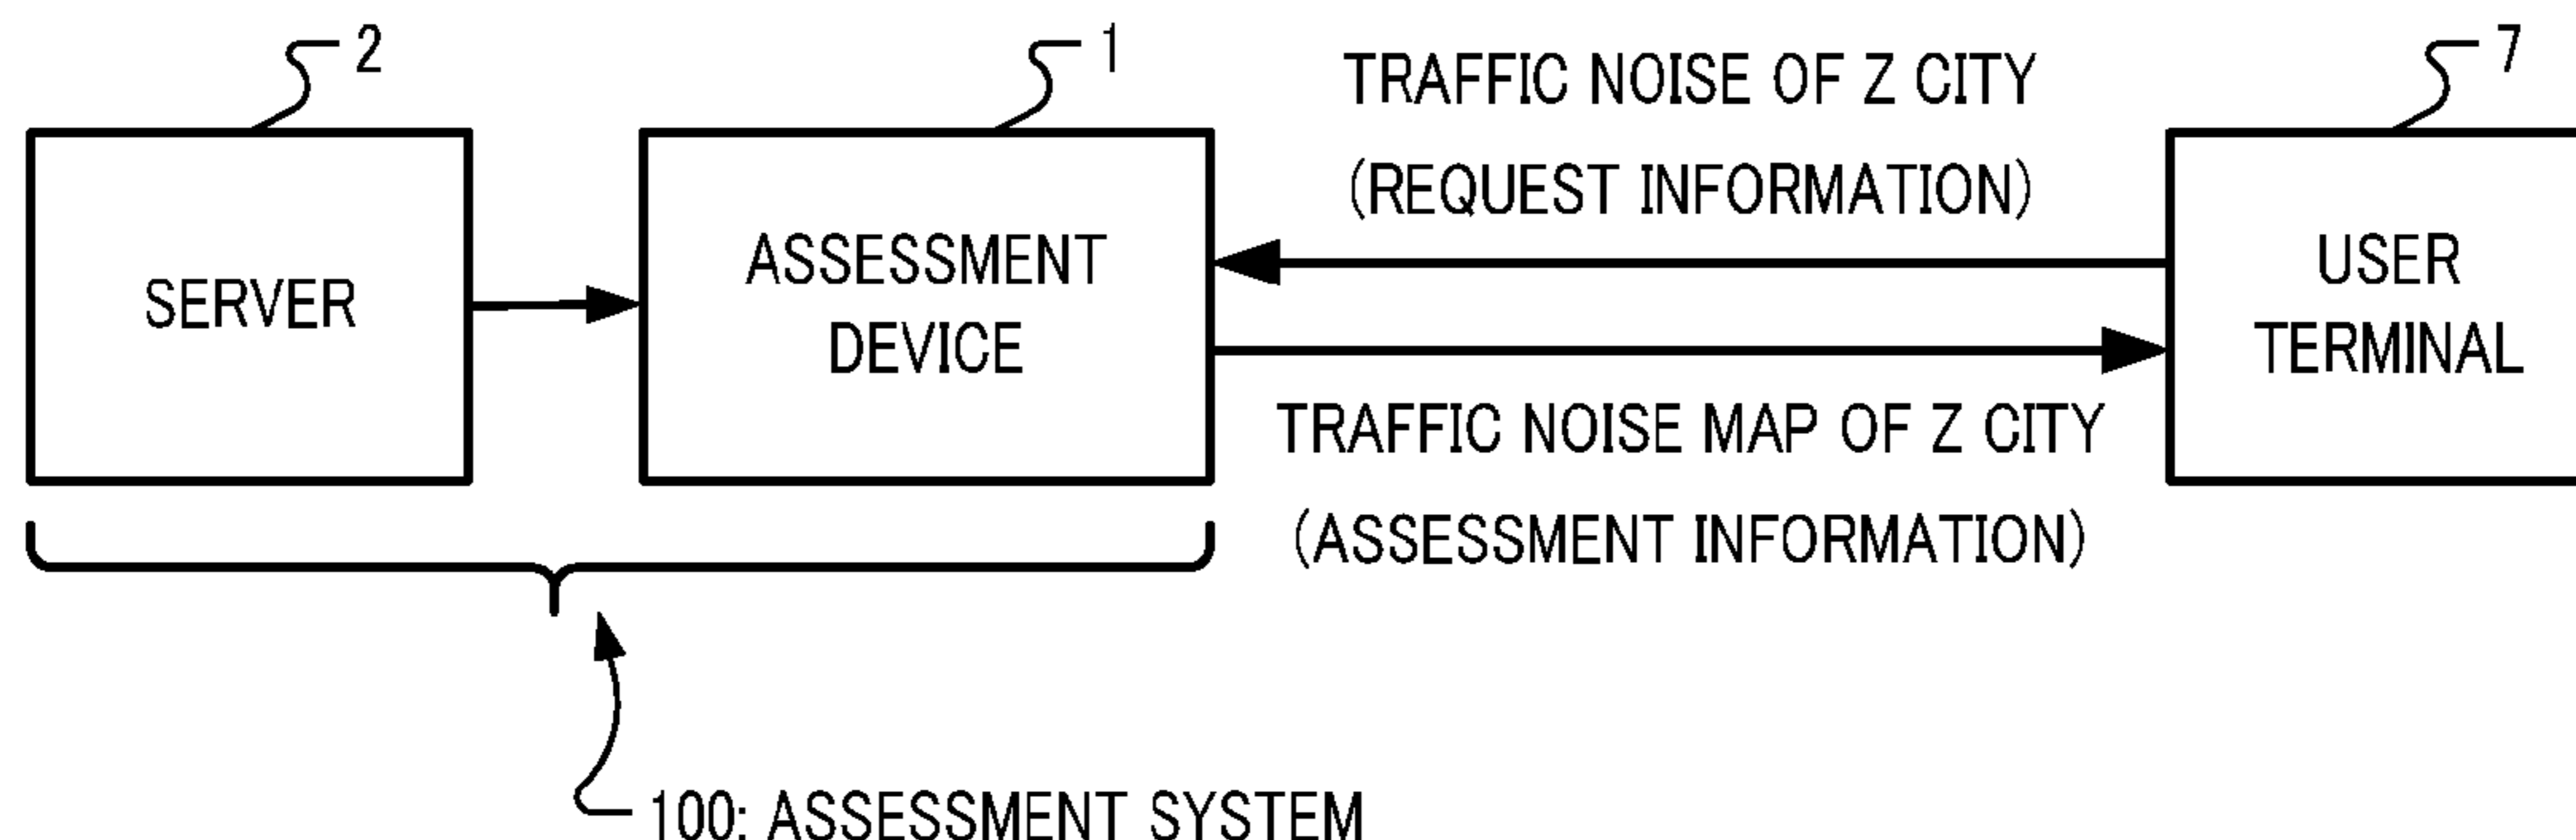 2
1
7
TRAFFIC NOISE OF Z CITY
(REQUEST INFORMATION)
SERVER
ASSESSMENT
DEVICE
USER
TERMINAL
TRAFFIC NOISE MAP OF Z CITY
(ASSESSMENT INFORMATION)
100: ASSESSMENT SYSTEM